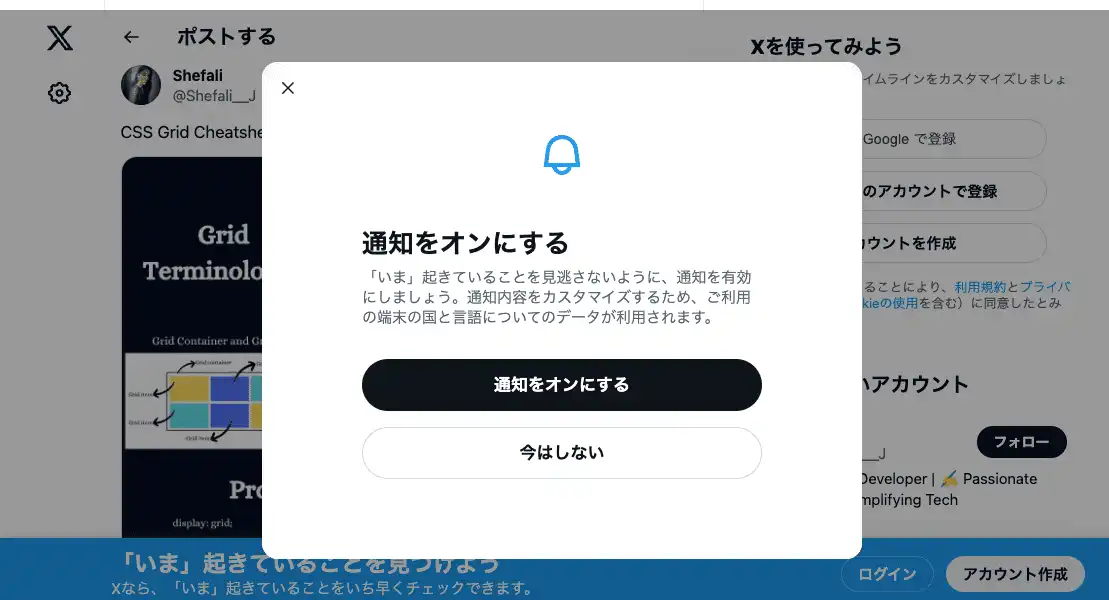 ポストする
Shefali
@Shefali__J
CSS Grid
Grid
Grid Container and
Grid container
Grid item
Grid item
Grid item
display: grid;
通知をオンにする
「いま」起きていることを見逃さないように、通知を有効
にしましょう。通知内容をカスタマイズするため、ご利用
の端末の国と言語についてのデータが利用されます。
通知をオンにする
今はしない
Xを使ってみよう
イムラインをカスタマイズしましょ
Google で登録
のアカウントで登録
カウントを作成
ることにより、利用規約とプライバ
kieの使用を含む）に同意したとみ
いアカウント
フォロー
__J
Developer | ✍️ Passionate
mplifying Tech
「いま」起きていることを見つけよう
Xなら、「いま」起きていることをいち早くチェックできます。
ログイン
アカウント作成